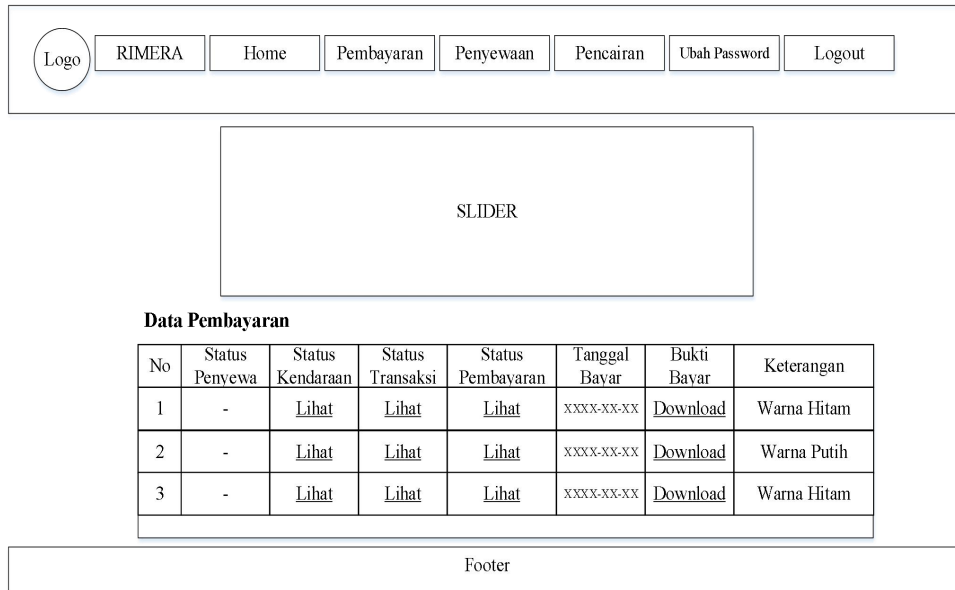 Logo RIMERA Home Pembayaran Penyewaan Pencairan Ubah Password Logout
SLIDER
Data Pembayaran
No Status Penyewa Status Kendaraan Status Transaksi Status Pembayaran Tanggal Bayar Bukti Bayar Keterangan
1 - Lihat Lihat Lihat XXXX-XX-XX Download Warna Hitam
2 - Lihat Lihat Lihat XXXX-XX-XX Download Warna Putih
3 - Lihat Lihat Lihat XXXX-XX-XX Download Warna Hitam
Footer